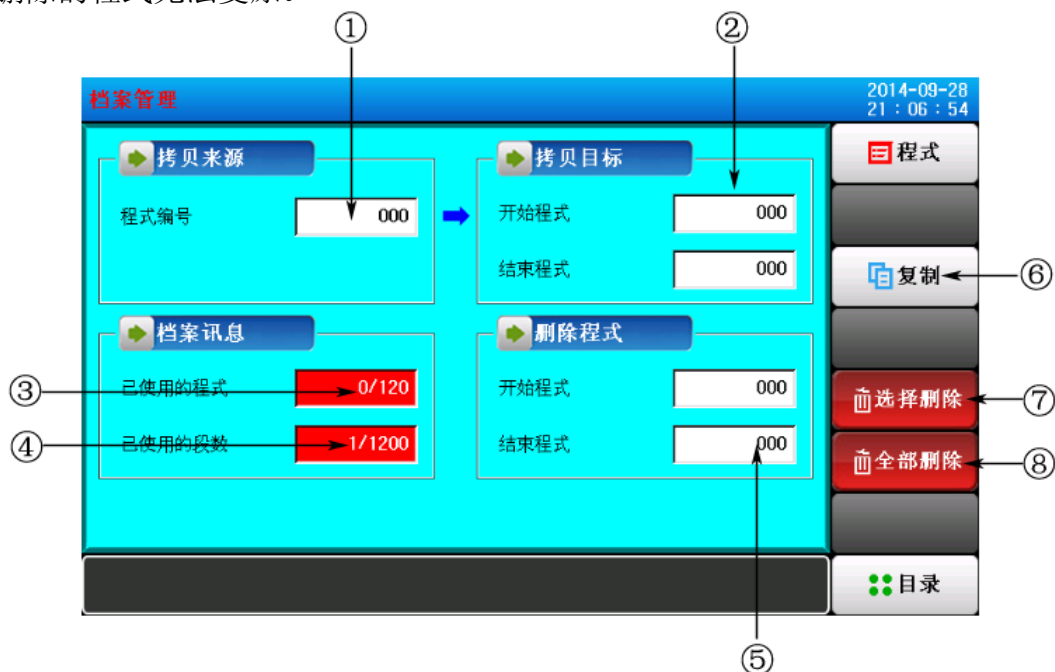 删除的程式无法复原。
① ②
档案管理
2014-09-28
21 : 06 : 54
拷贝来源
程式编号 000
拷贝目标
开始程式 000
结束程式 000
档案讯息
③ 已使用的程式 0/120
④ 已使用的段数 1/1200
删除程式
开始程式 000
结束程式 000
程式
复制 ⑥
选择删除 ⑦
全部删除 ⑧
目录
⑤